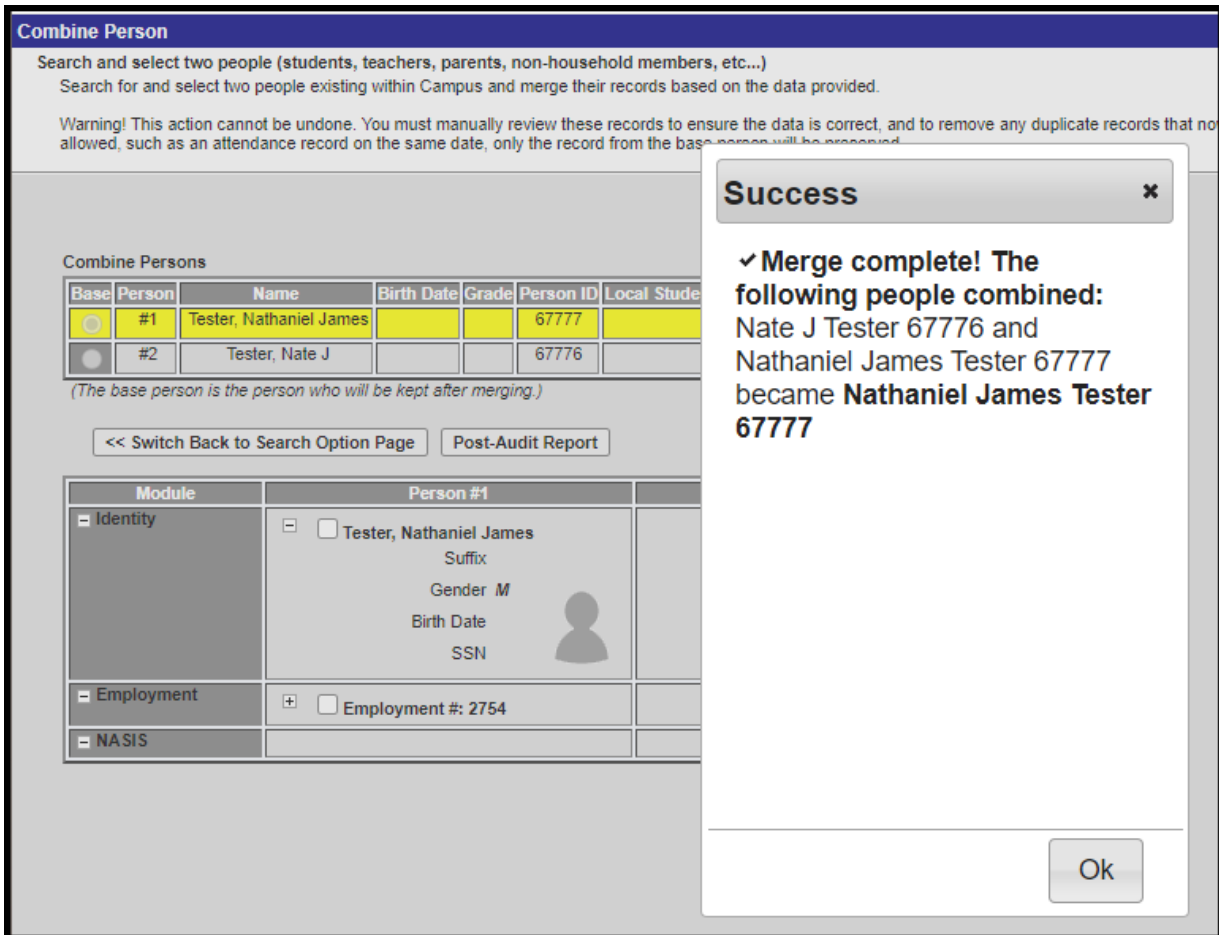 Combine Person
Search and select two people (students, teachers, parents, non-household members, etc...)
Search for and select two people existing within Campus and merge their records based on the data provided.
Warning! This action cannot be undone. You must manually review these records to ensure the data is correct, and to remove any duplicate records that
allowed, such as an attendance record on the same date, only the record from the base person will be preserved
Combine Persons
Base Person Name Birth Date Grade Person ID Local
#1 Tester, Nathaniel James 67777
#2 Tester, Nate J 67776
(The base person is the person who will be kept after merging.)
<< Switch Back to Search Option Page Post-Audit Report
Module Person #1
Identity Tester, Nathaniel James
Suffix
Gender M
Birth Date
SSN
Employment Employment #: 2754
NASIS
Success ×
✓Merge complete! The
following people combined:
Nate J Tester 67776 and
Nathaniel James Tester 67777
became Nathaniel James Tester
67777
Ok